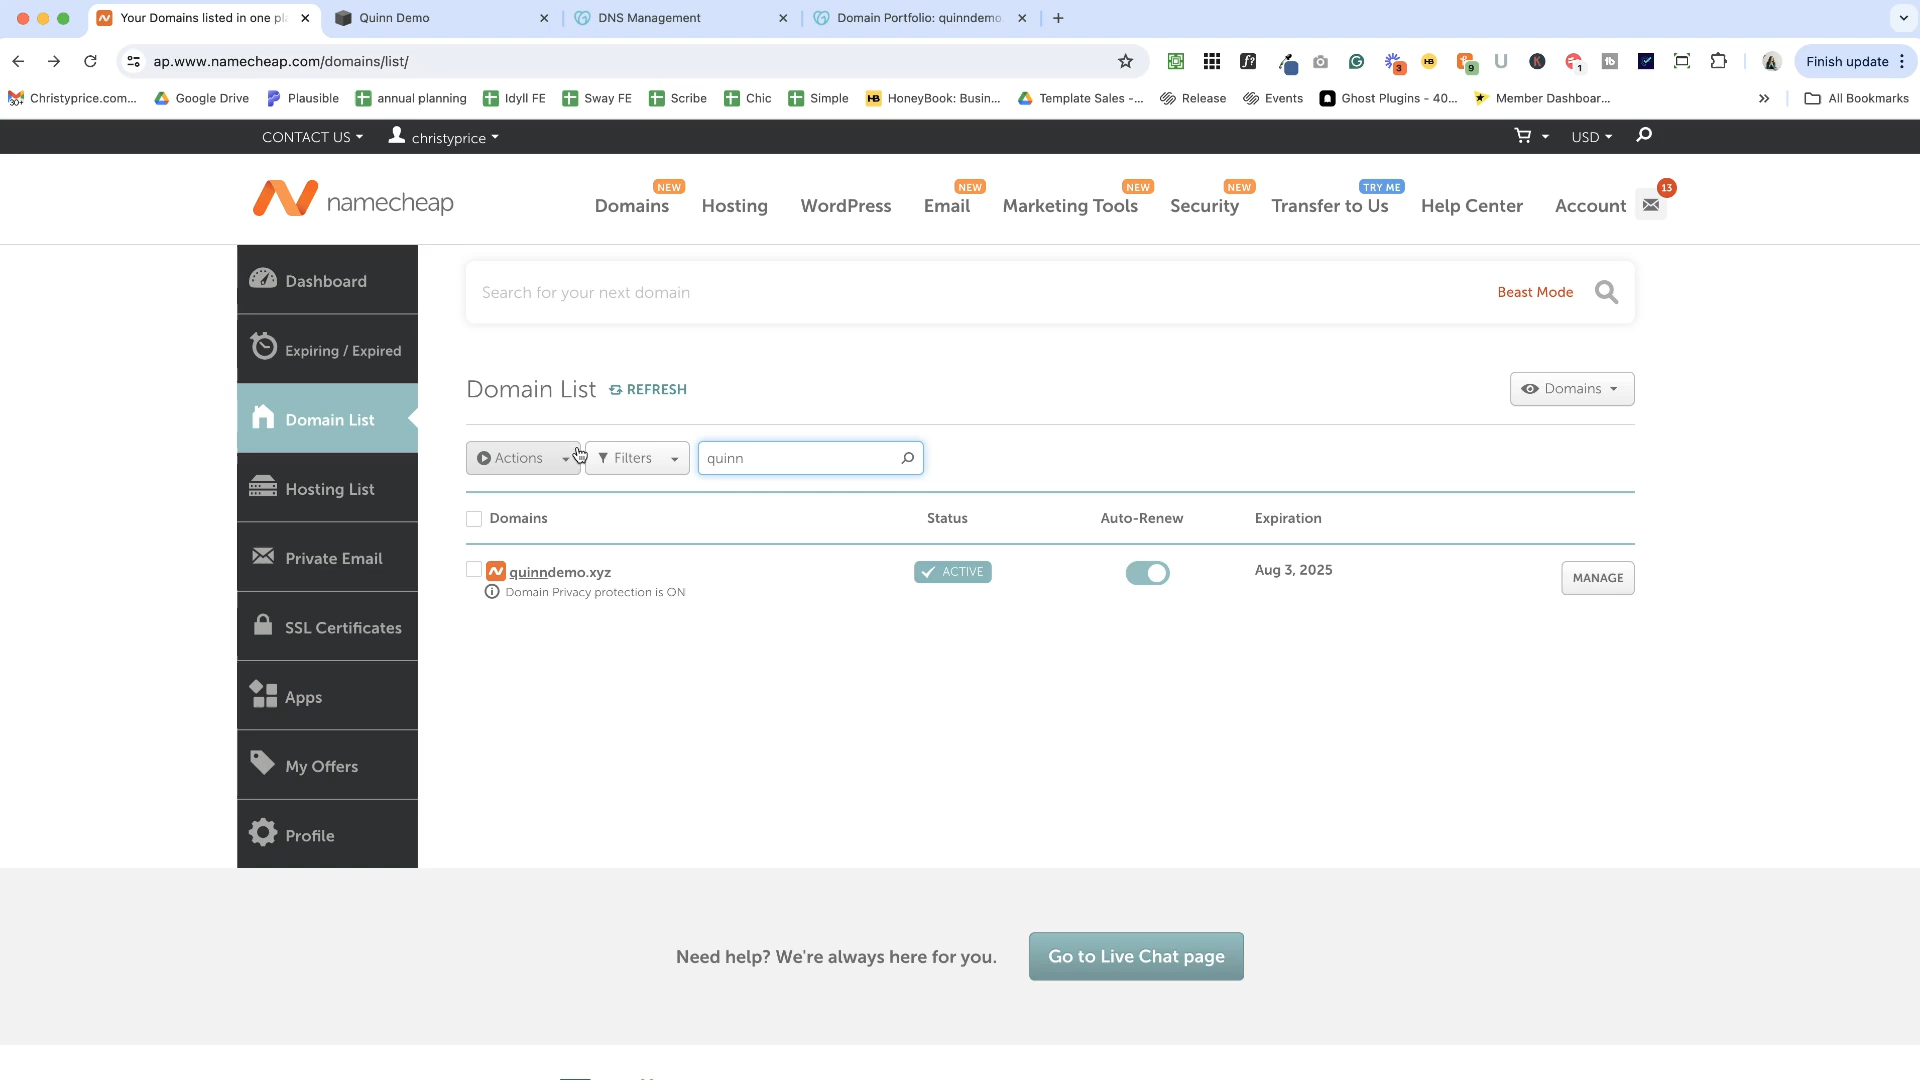 Your Domains listed in one pl
Quinn Demo
DNS Management
Domain Portfolio: quinndemo.
ap.www.namecheap.com/domains/list/
Finish update
Christyprice.com...
Google Drive
Plausible
annual planning
Idyll FE
Sway FE
Scribe
Chic
Simple
HoneyBook: Busin...
Template Sales -...
Release
Events
Ghost Plugins - 40...
Member Dashboar...
All Bookmarks
CONTACT US
christyprice
USD
namecheap
NEW
Domains
Hosting
WordPress
NEW
Email
NEW
Marketing Tools
NEW
Security
TRY ME
Transfer to Us
Help Center
Account
13
Dashboard
Expiring / Expired
Domain List
Hosting List
Private Email
SSL Certificates
Apps
My Offers
Profile
Search for your next domain
Beast Mode
Domain List
REFRESH
Domains
Actions
Filters
quinn
Domains
Status
Auto-Renew
Expiration
quinndemo.xyz
Domain Privacy protection is ON
ACTIVE
Aug 3, 2025
MANAGE
Need help? We're always here for you.
Go to Live Chat page